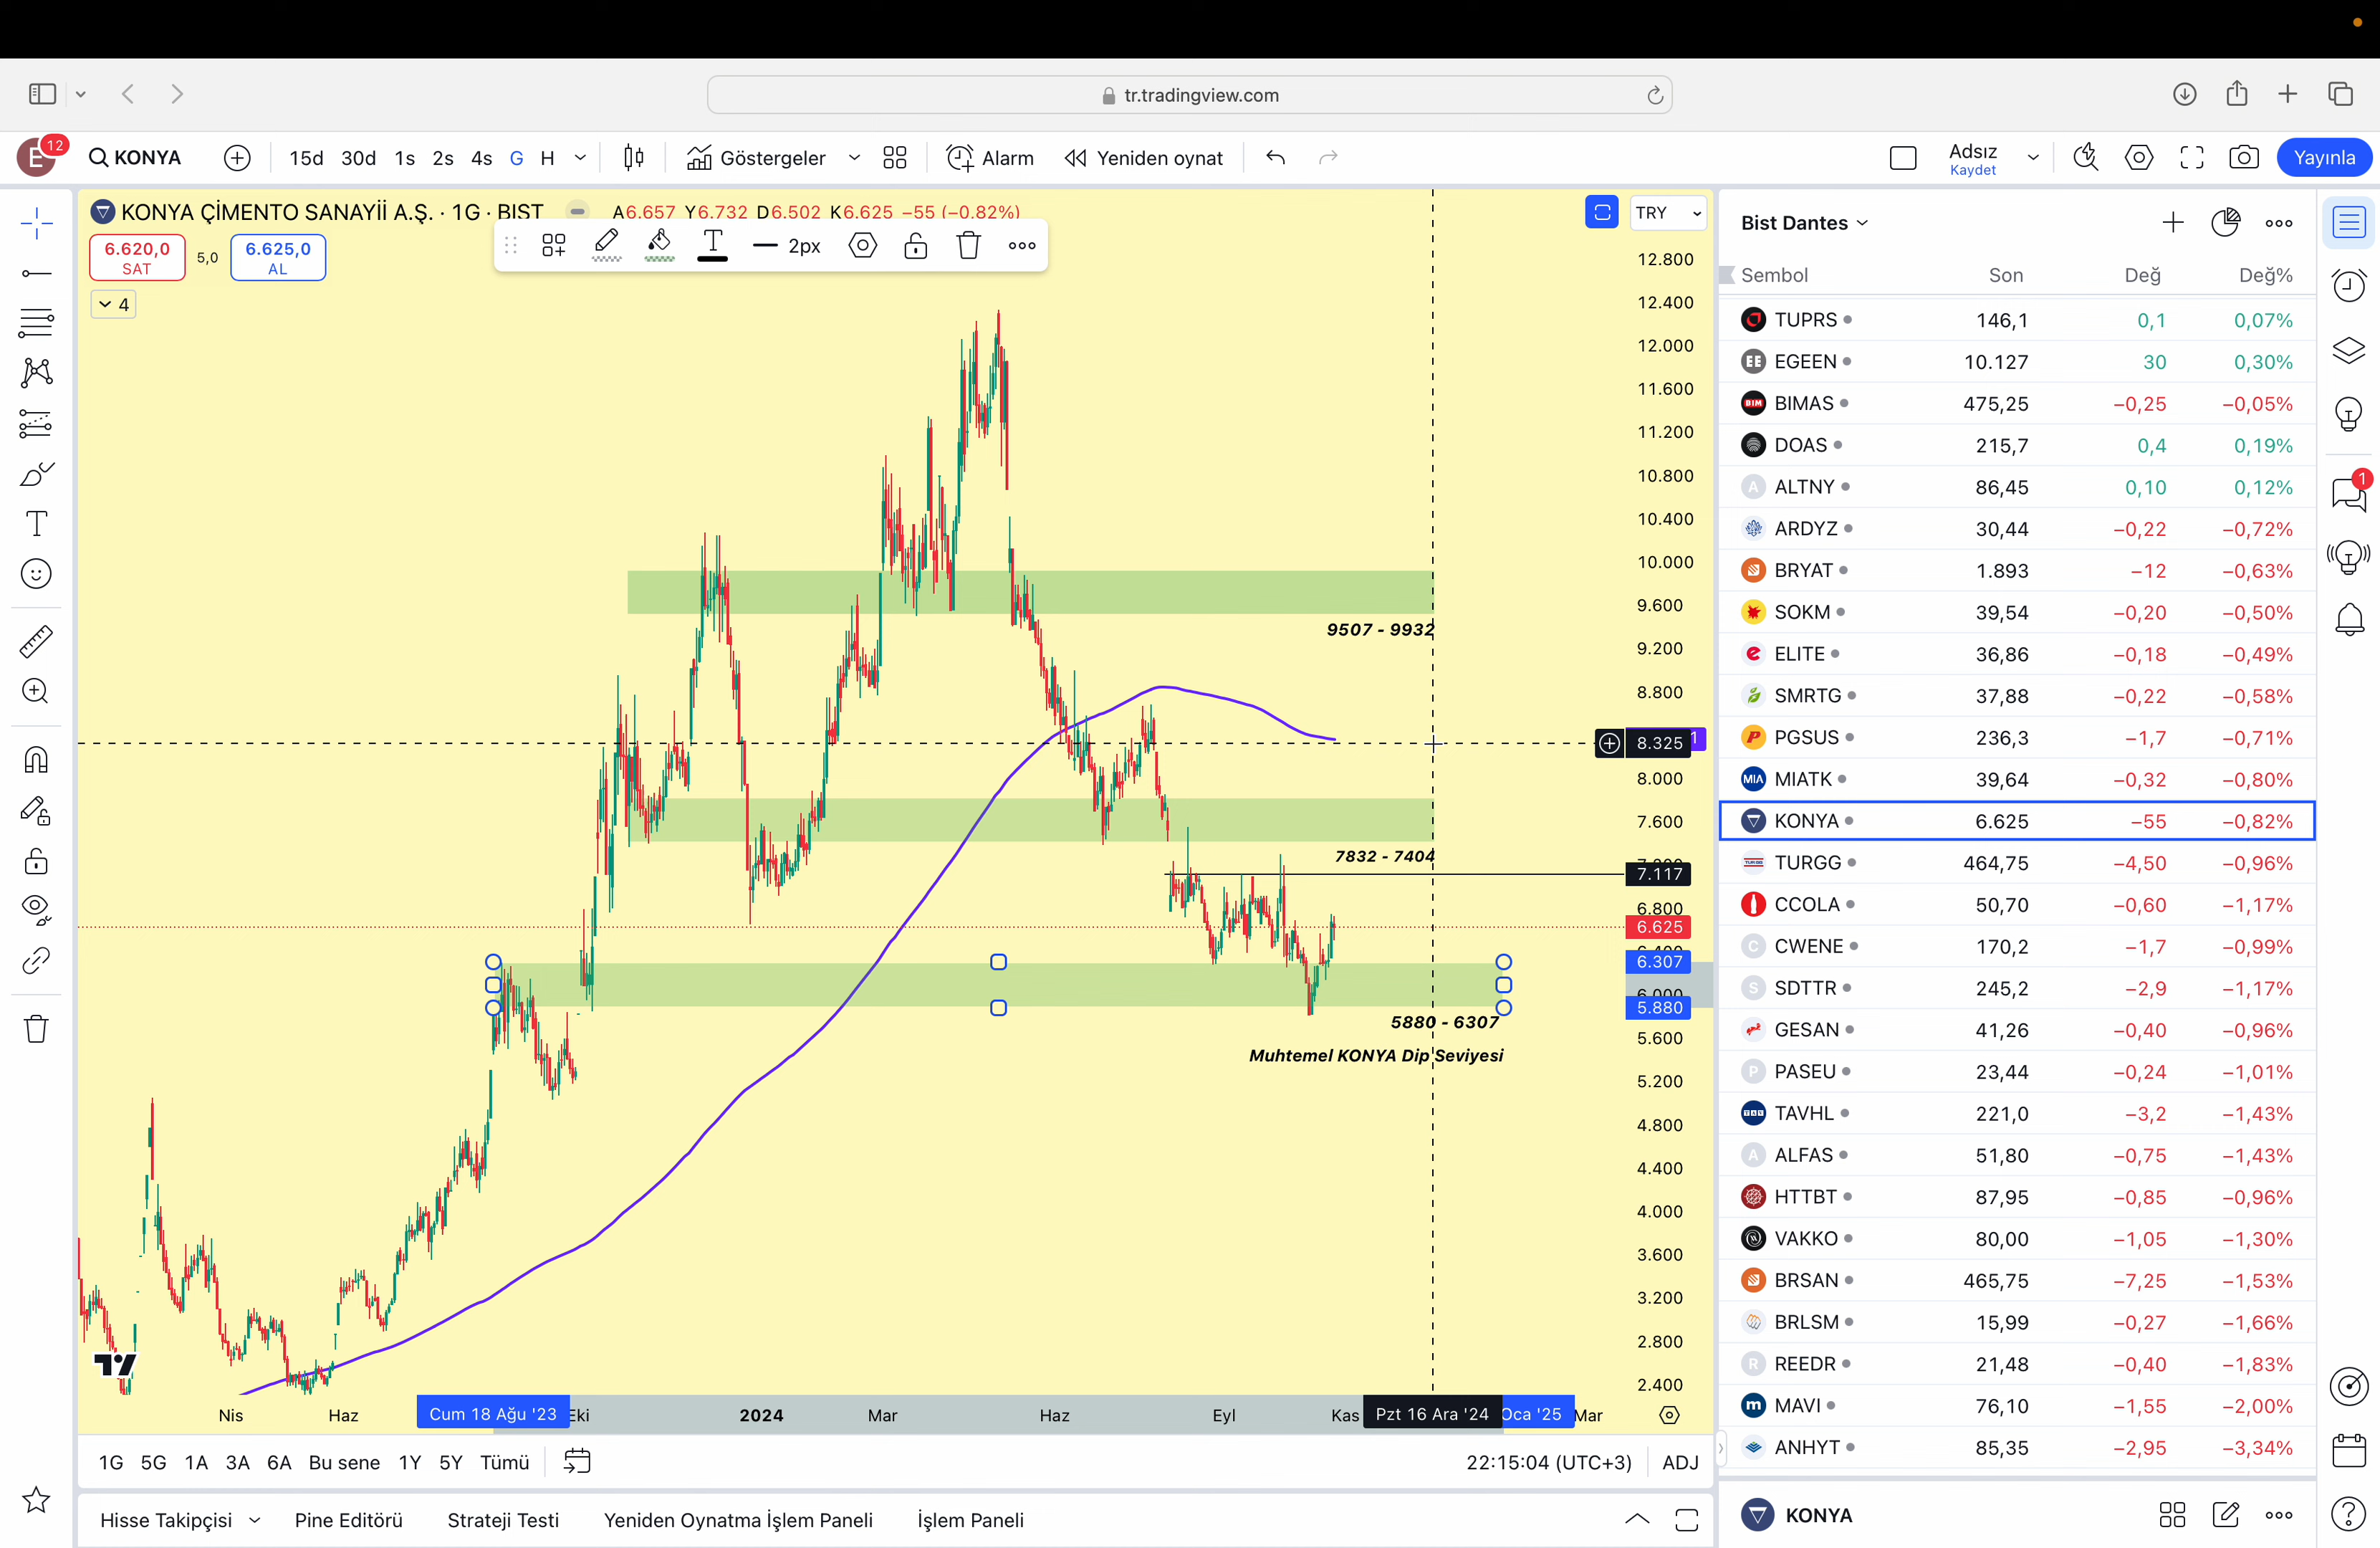 tr.tradingview.com
E 12 KONYA 15d 30d 1s 2s 4s G H Göstergeler Alarm Yeniden oynat Adsız Kaydet Yayınla
KONYA ÇİMENTO SANAYİİ A.Ş. · 1G · BIST A6.657 Y6.732 D6.502 K6.625 −55 (−0.82%)
TRY
6.620,0 SAT 5,0 6.625,0 AL
T 2px
4
12.800
12.400
12.000
11.600
11.200
10.800
10.400
10.000
9.600
9507 - 9932
9.200
8.800
8.325
8.000
7.600
7832 - 7404
7.117
6.800
6.625
6.307
5.880
5880 - 6307
5.600
Muhtemel KONYA Dip Seviyesi
5.200
4.800
4.400
4.000
3.600
3.200
2.800
2.400
Nis Haz Cum 18 Ağu '23 Eki 2024 Mar Haz Eyl Kas Pzt 16 Ara '24 Oca '25 Mar
1G 5G 1A 3A 6A Bu sene 1Y 5Y Tümü 22:15:04 (UTC+3) ADJ
Hisse Takipçisi Pine Editörü Strateji Testi Yeniden Oynatma İşlem Paneli İşlem Paneli
Bist Dantes
Sembol Son Değ Değ%
TUPRS 146,1 0,1 0,07%
EGEEN 10.127 30 0,30%
BIMAS 475,25 −0,25 −0,05%
DOAS 215,7 0,4 0,19%
ALTNY 86,45 0,10 0,12%
ARDYZ 30,44 −0,22 −0,72%
BRYAT 1.893 −12 −0,63%
SOKM 39,54 −0,20 −0,50%
ELITE 36,86 −0,18 −0,49%
SMRTG 37,88 −0,22 −0,58%
PGSUS 236,3 −1,7 −0,71%
MIATK 39,64 −0,32 −0,80%
KONYA 6.625 −55 −0,82%
TURGG 464,75 −4,50 −0,96%
CCOLA 50,70 −0,60 −1,17%
CWENE 170,2 −1,7 −0,99%
SDTTR 245,2 −2,9 −1,17%
GESAN 41,26 −0,40 −0,96%
PASEU 23,44 −0,24 −1,01%
TAVHL 221,0 −3,2 −1,43%
ALFAS 51,80 −0,75 −1,43%
HTTBT 87,95 −0,85 −0,96%
VAKKO 80,00 −1,05 −1,30%
BRSAN 465,75 −7,25 −1,53%
BRLSM 15,99 −0,27 −1,66%
REEDR 21,48 −0,40 −1,83%
MAVI 76,10 −1,55 −2,00%
ANHYT 85,35 −2,95 −3,34%
KONYA
1